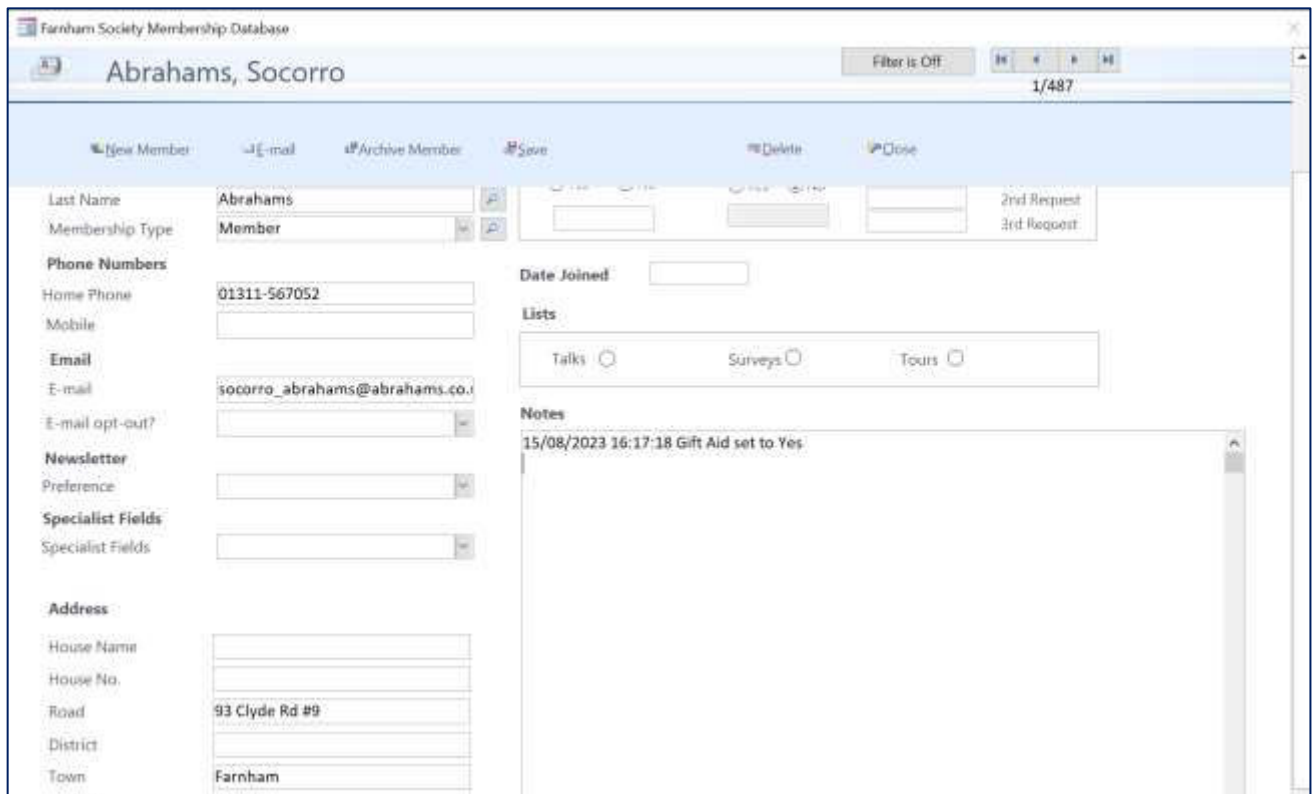 Farnham Society Membership Database
Abrahams, Socorro
Filter is Off
1/487
New Member E-mail Archive Member Save Delete Close
Last Name Abrahams
2nd Request
Membership Type Member
3rd Request
Phone Numbers
Date Joined
Home Phone 01311-567052
Mobile
Lists
Talks Surveys Tours
Email
E-mail socorro_abrahams@abrahams.co.
E-mail opt-out?
Notes
15/08/2023 16:17:18 Gift Aid set to Yes
Newsletter
Preference
Specialist Fields
Specialist Fields
Address
House Name
House No.
Road 93 Clyde Rd #9
District
Town Farnham